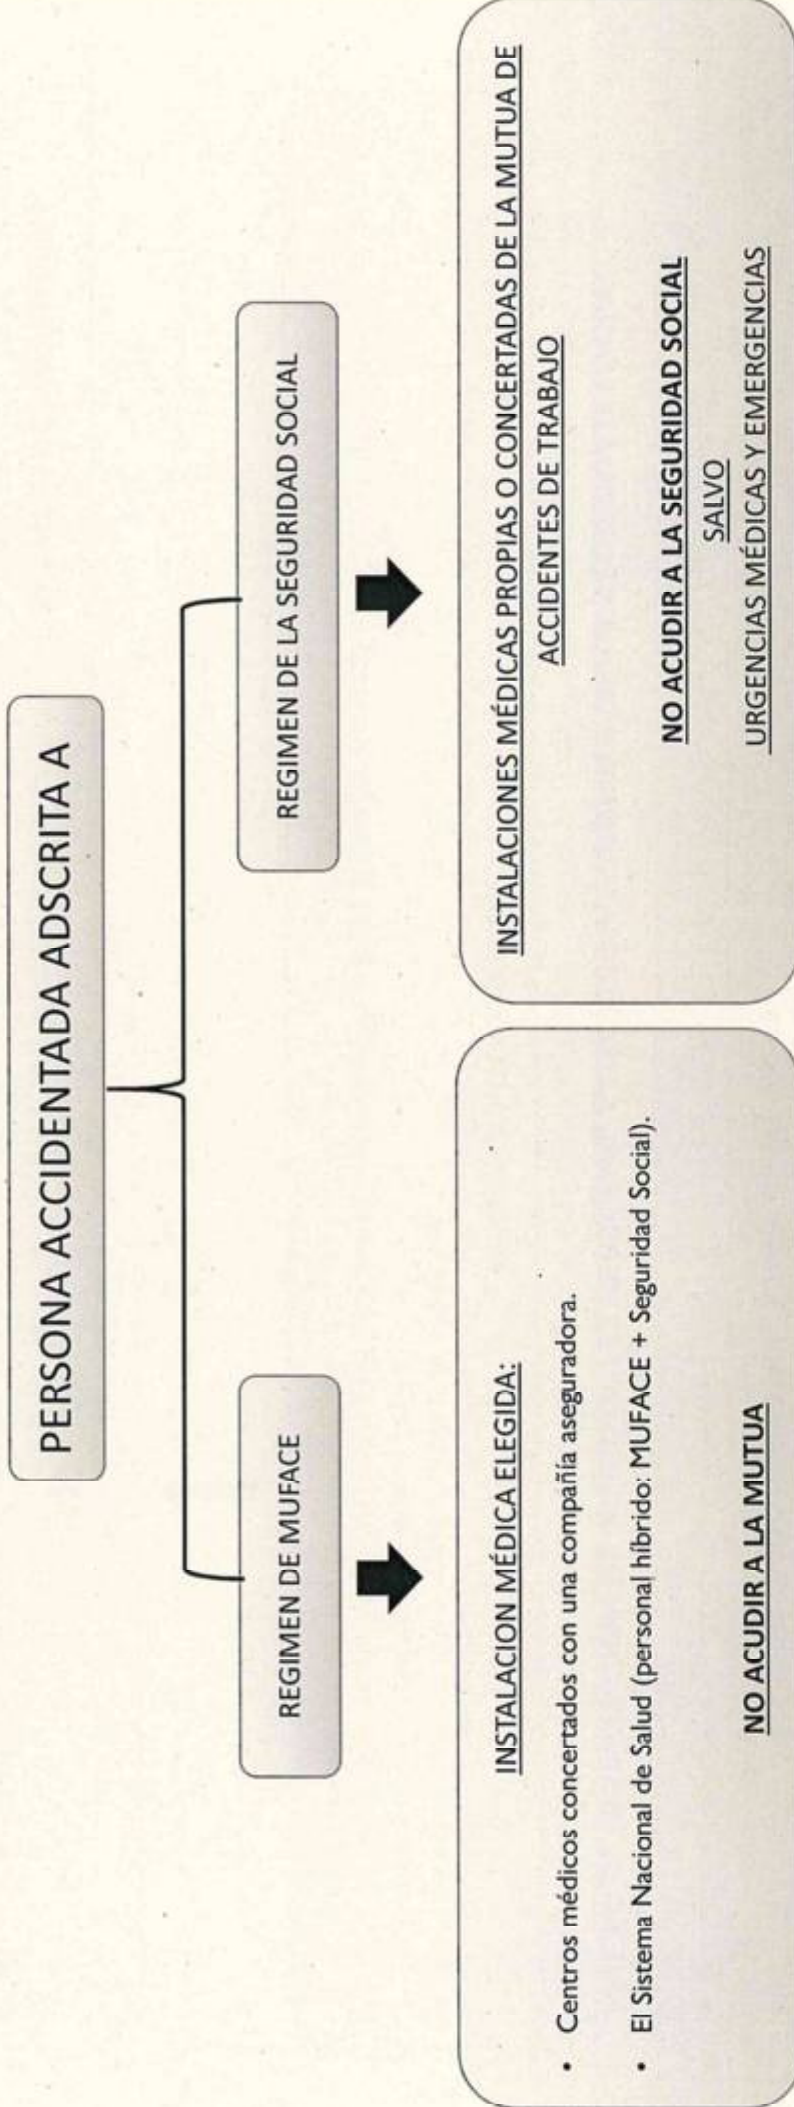 PERSONA ACCIDENTADA ADSCRITA A
REGIMEN DE MUFACE
INSTALACION MÉDICA ELEGIDA:
• Centros médicos concertados con una compañía aseguradora.
• El Sistema Nacional de Salud (personal híbrido: MUFACE + Seguridad Social).
NO ACUDIR A LA MUTUA
REGIMEN DE LA SEGURIDAD SOCIAL
INSTALACIONES MÉDICAS PROPIAS O CONCERTADAS DE LA MUTUA DE
ACCIDENTES DE TRABAJO
NO ACUDIR A LA SEGURIDAD SOCIAL
SALVO
URGENCIAS MÉDICAS Y EMERGENCIAS